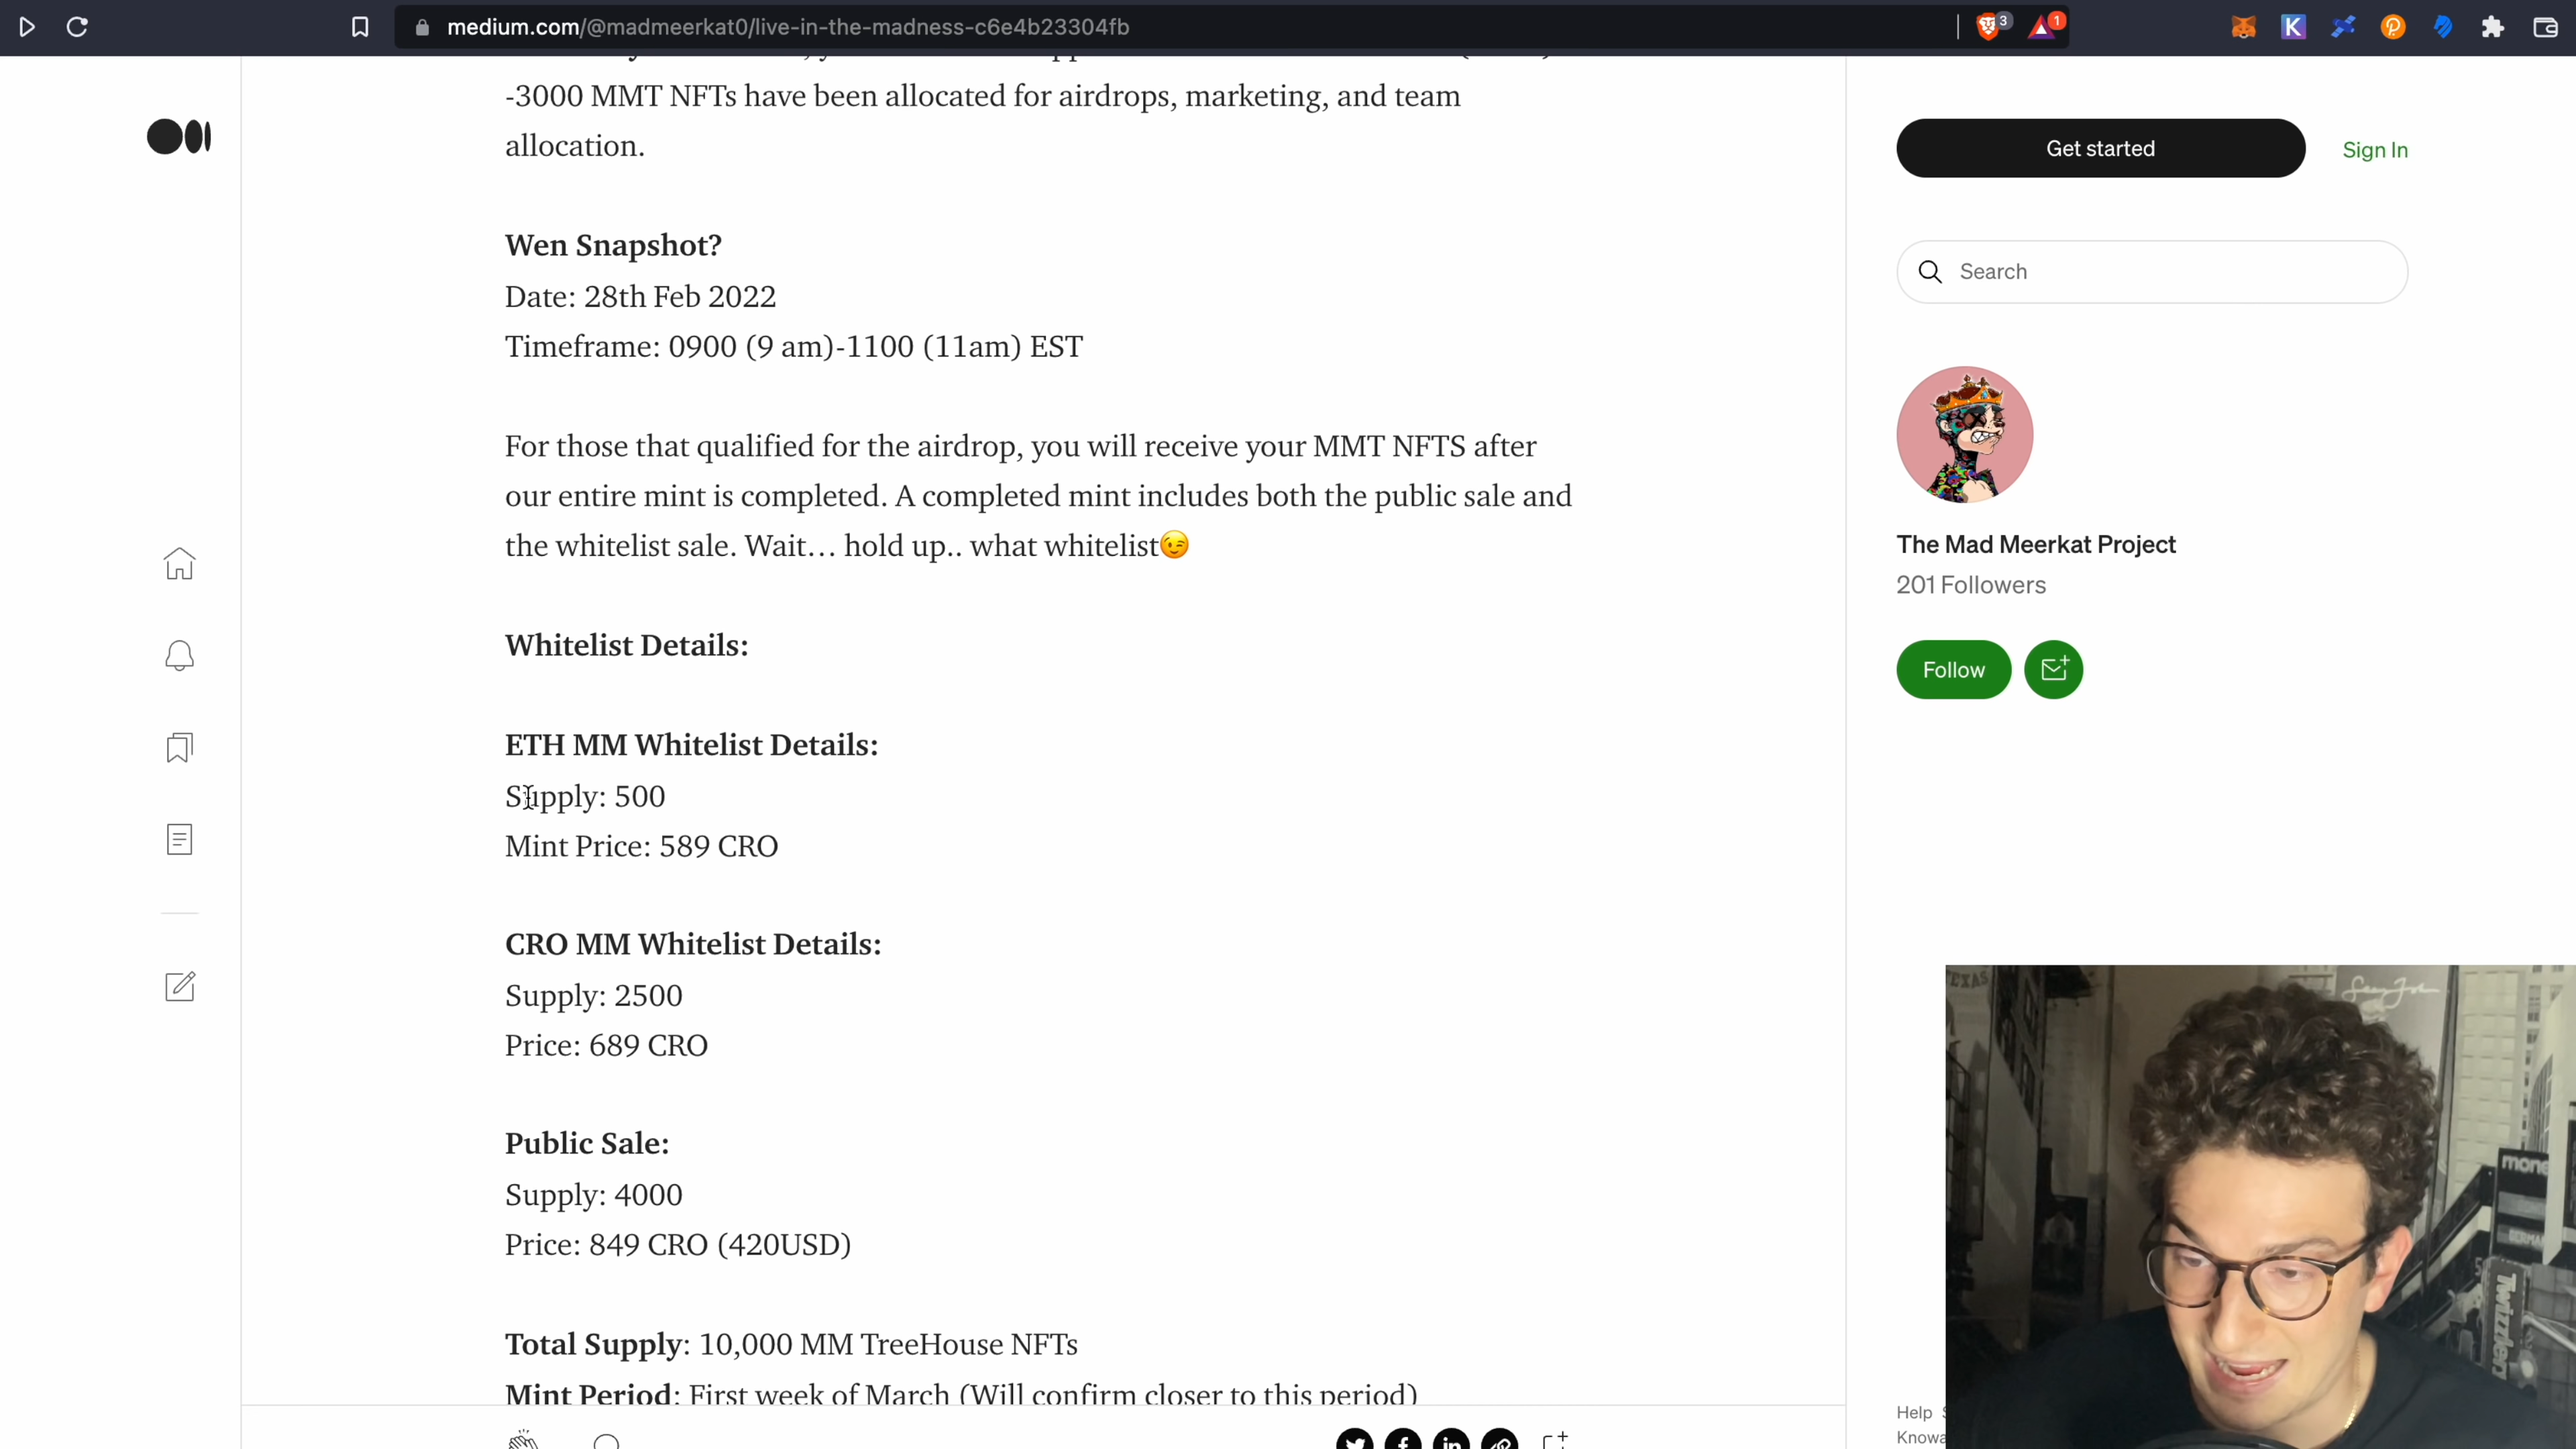 medium.com/@madmeerkat0/live-in-the-madness-c6e4b23304fb
3
1
-3000 MMT NFTs have been allocated for airdrops, marketing, and team
allocation.
Wen Snapshot?
Date: 28th Feb 2022
Timeframe: 0900 (9 am)-1100 (11am) EST
For those that qualified for the airdrop, you will receive your MMT NFTS after
our entire mint is completed. A completed mint includes both the public sale and
the whitelist sale. Wait… hold up.. what whitelist😉
Whitelist Details:
ETH MM Whitelist Details:
Supply: 500
Mint Price: 589 CRO
CRO MM Whitelist Details:
Supply: 2500
Price: 689 CRO
Public Sale:
Supply: 4000
Price: 849 CRO (420USD)
Total Supply: 10,000 MM TreeHouse NFTs
Mint Period: First week of March (Will confirm closer to this period)
Get started
Sign In
Search
The Mad Meerkat Project
201 Followers
Follow
Help
TEXAS
Twizzlers